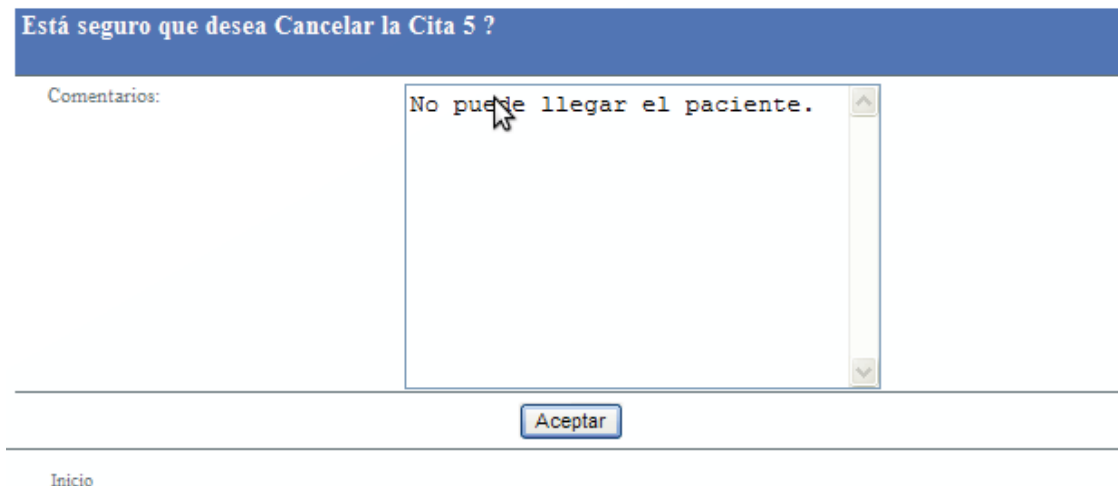 Está seguro que desea Cancelar la Cita 5 ?
Comentarios:
No puede llegar el paciente.
Aceptar
Inicio